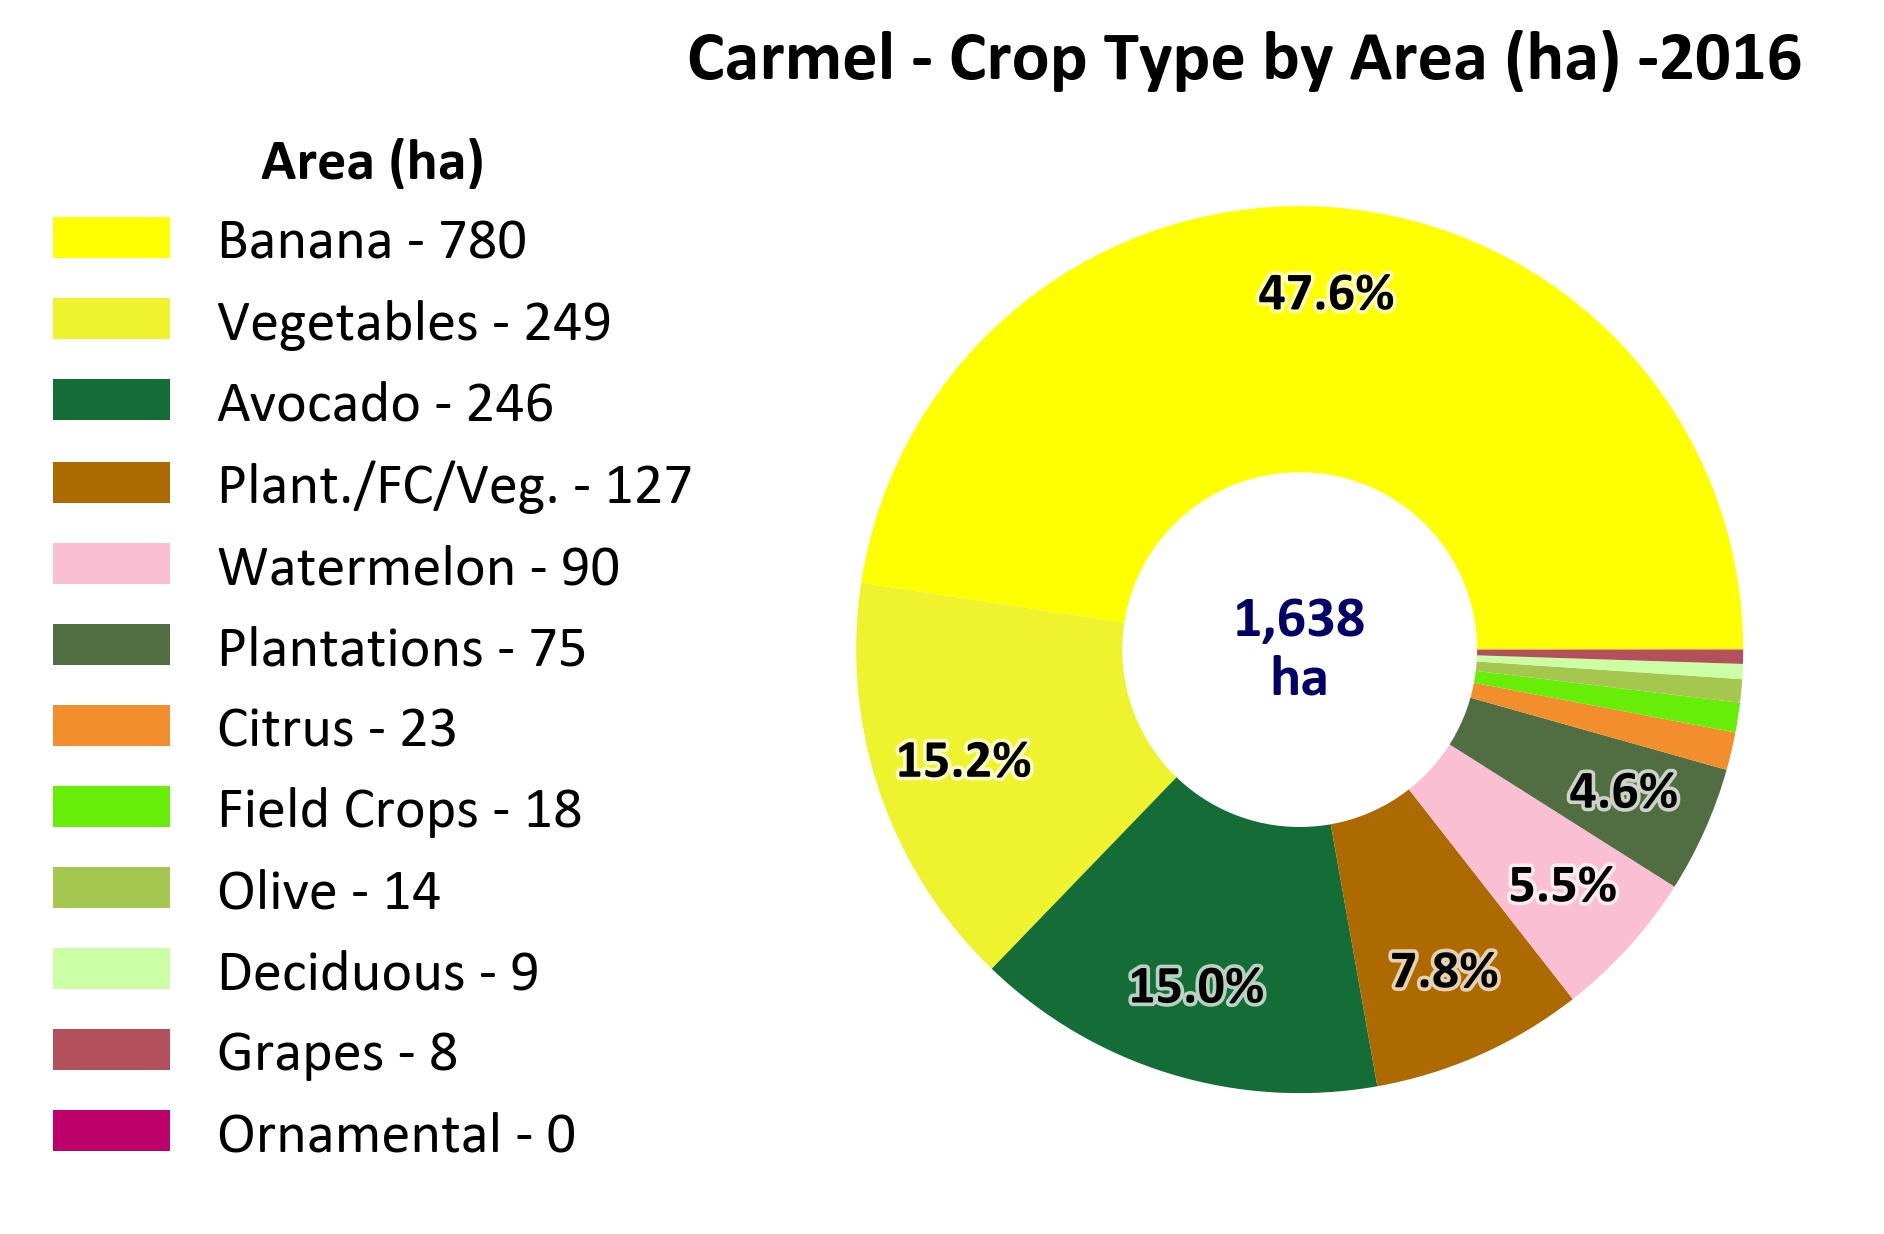 Carmel - Crop Type by Area (ha) -2016
Area (ha)
Banana - 780
Vegetables - 249
Avocado - 246
Plant./FC/Veg. - 127
Watermelon - 90
Plantations - 75
Citrus - 23
Field Crops - 18
Olive - 14
Deciduous - 9
Grapes - 8
Ornamental - 0
47.6%
15.2%
15.0%
7.8%
5.5%
4.6%
1,638
ha